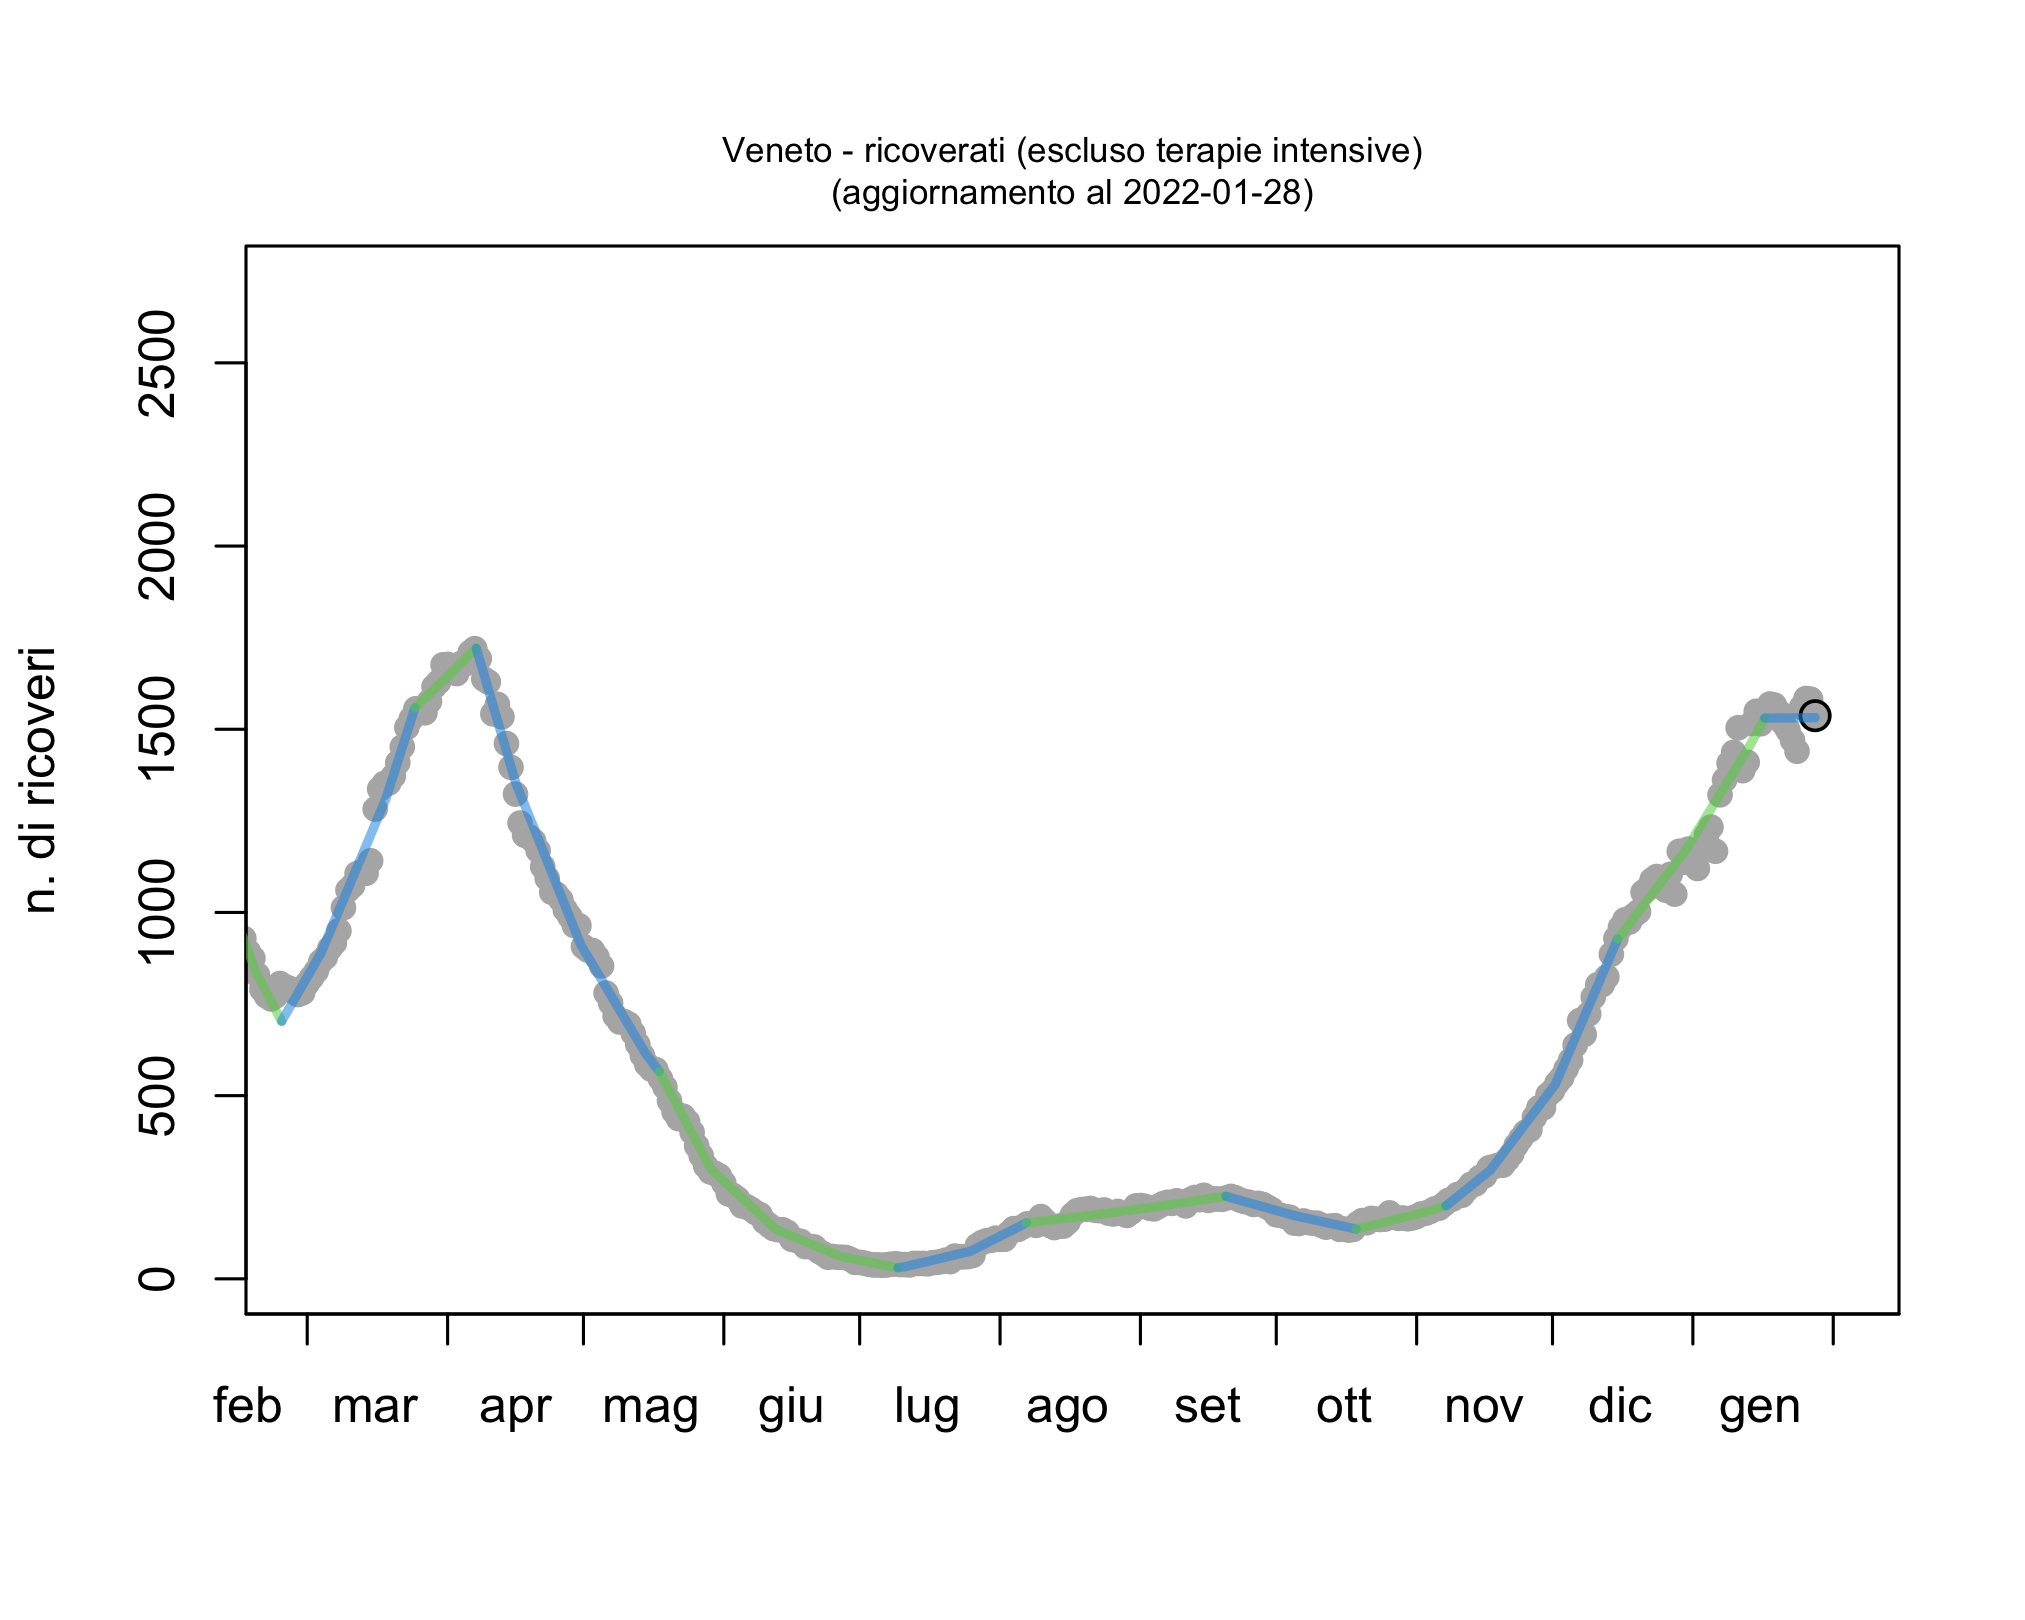 Veneto - ricoverati (escluso terapie intensive)
(aggiornamento al 2022-01-28)
n. di ricoveri
2500
2000
1500
1000
500
0
feb mar apr mag giu lug ago set ott nov dic gen